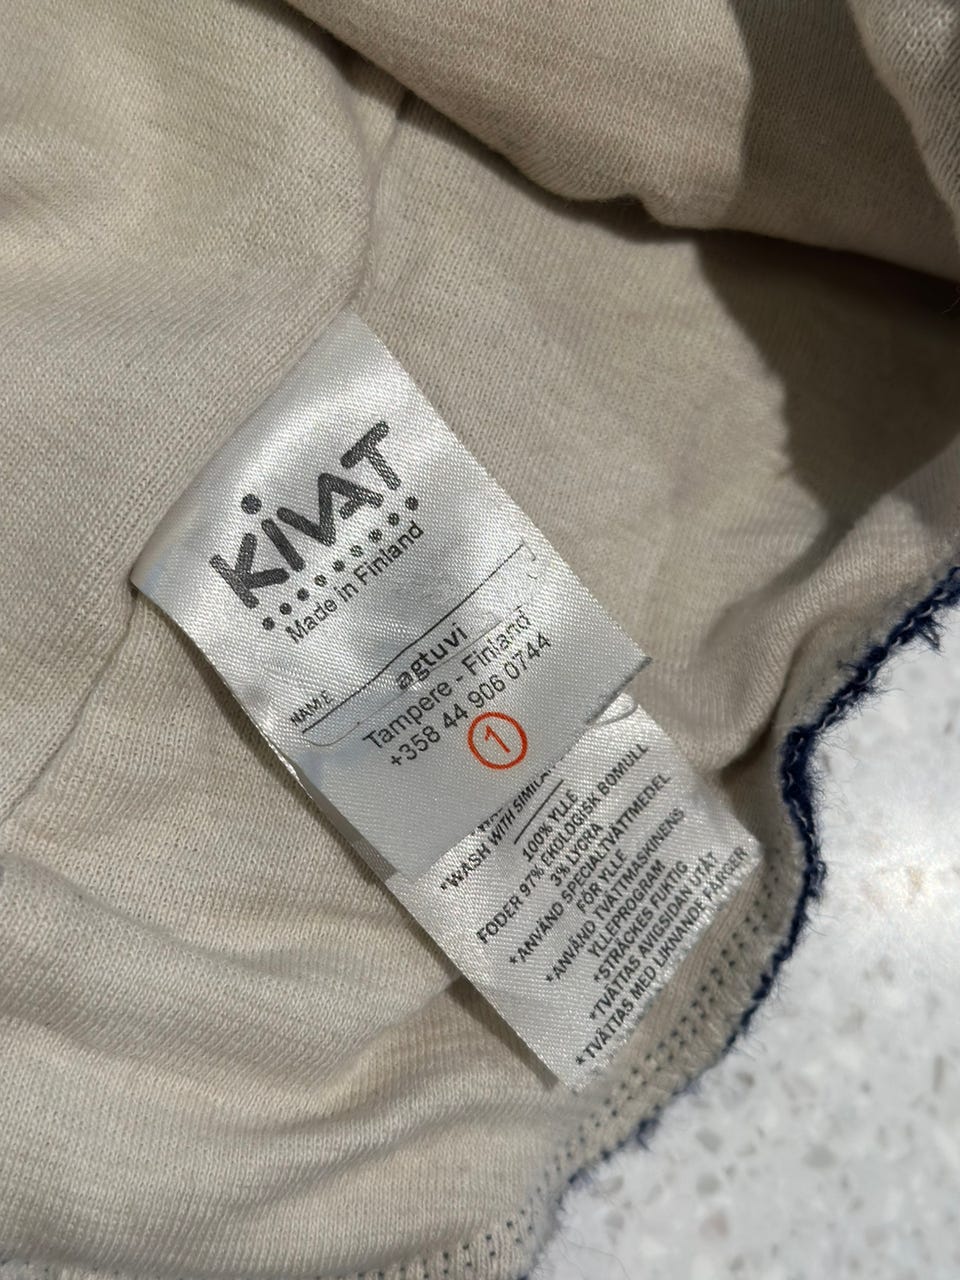 KIVAT
Made in Finland
NAME
agtuvi
Tampere - Finland
+358 44 906 0744
1
*WASH WITH
100% YLLE
FODER 97% EKOLOGISK BOMULL
3% LYCRA
*ANVÄND SPECIALTVÄTTMEDEL
FÖR YLLE
*ANVÄND TVÄTTMASKINENS
YLLEPROGRAM
*STRÄCKES FUKTIG
*TVÄTTAS AVIGSIDAN UTÅT
*TVÄTTAS MED LIKNANDE FÄRGER